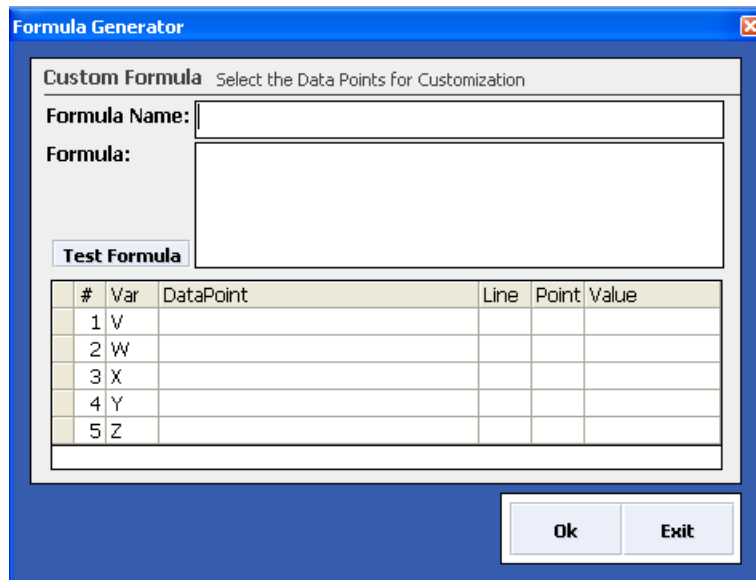 Formula Generator
Custom Formula Select the Data Points for Customization
Formula Name:
Formula:
Test Formula
# Var DataPoint Line Point Value
1 V
2 W
3 X
4 Y
5 Z
Ok Exit